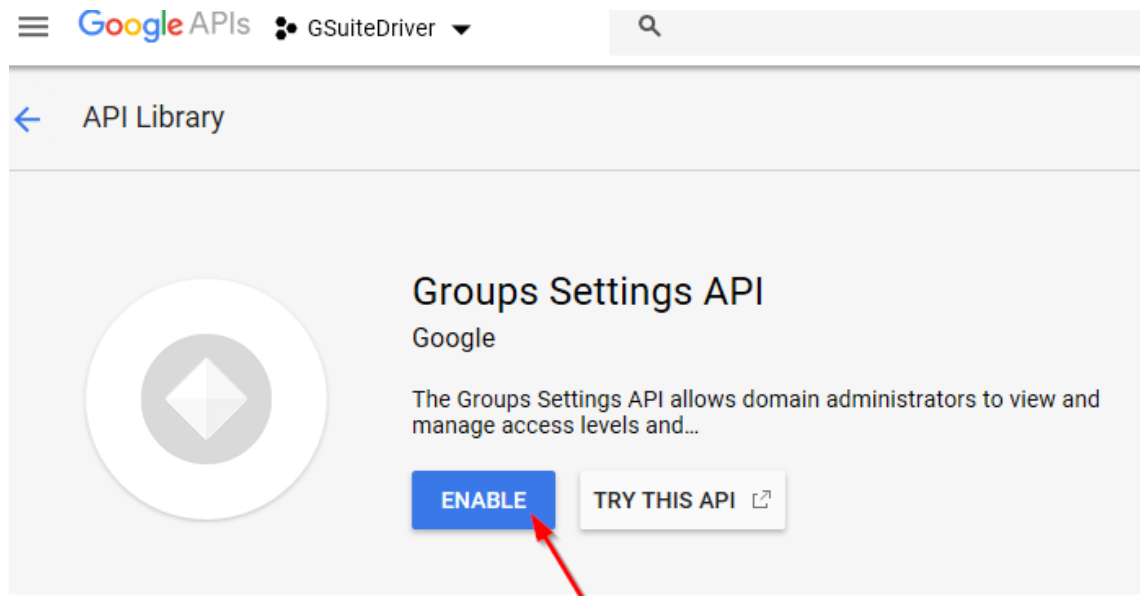 Google APIs GSuiteDriver
API Library
Groups Settings API
Google
The Groups Settings API allows domain administrators to view and
manage access levels and...
ENABLE TRY THIS API